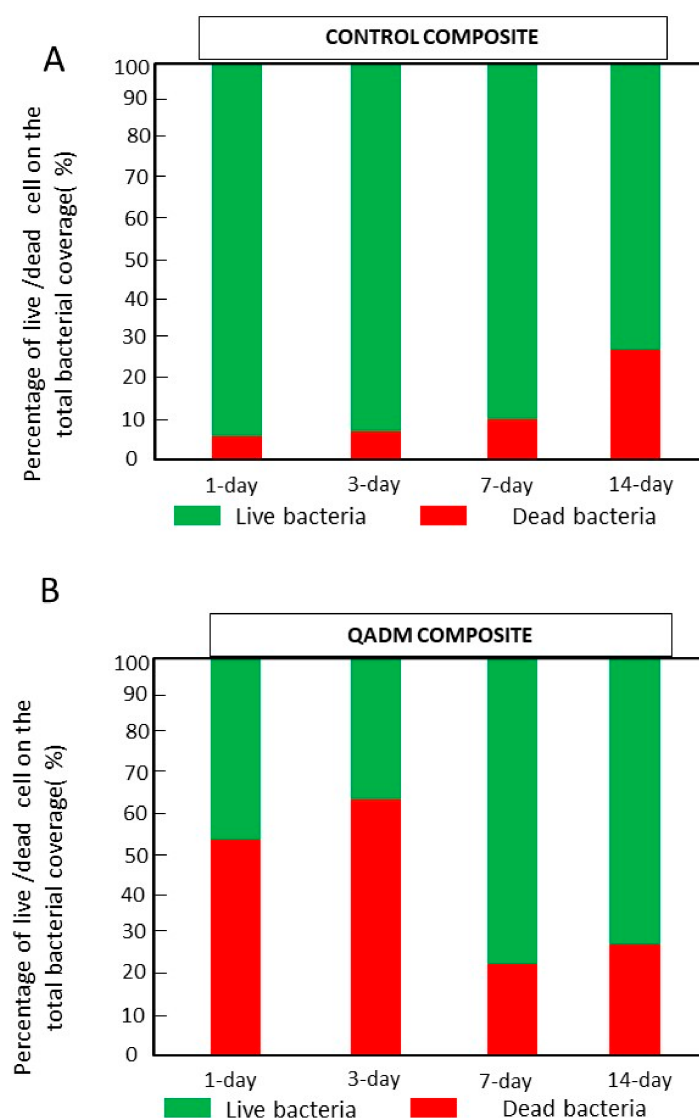 A
CONTROL COMPOSITE
Percentage of live /dead cell on the
total bacterial coverage( %)
100
90
80
70
60
50
40
30
20
10
0
1-day 3-day 7-day 14-day
Live bacteria Dead bacteria
B
QADM COMPOSITE
Percentage of live /dead cell on the
total bacterial coverage( %)
100
90
80
70
60
50
40
30
20
10
0
1-day 3-day 7-day 14-day
Live bacteria Dead bacteria